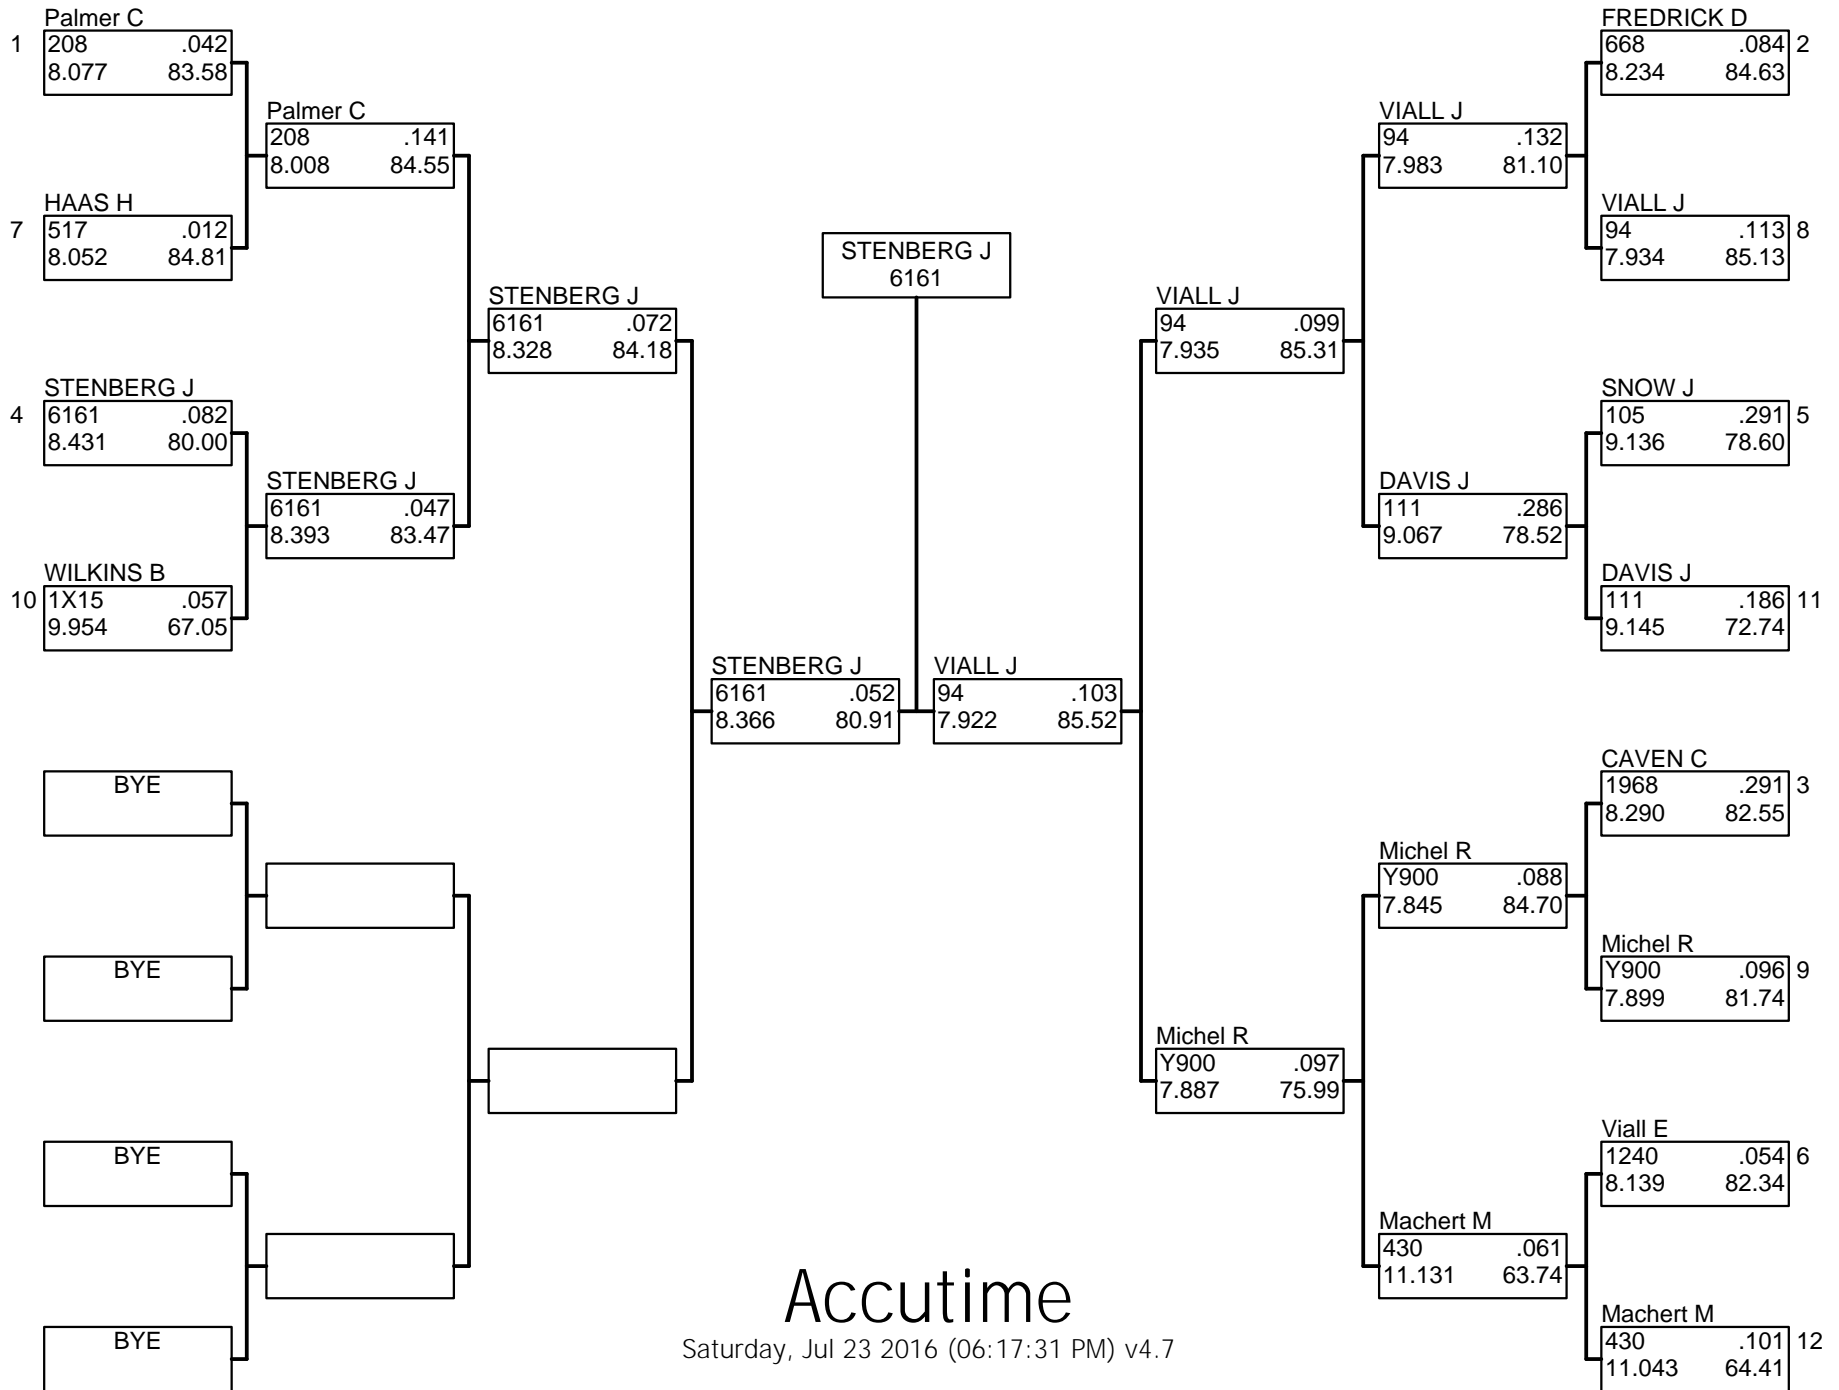 Palmer C
1 208 .042
8.077 83.58
HAAS H
7 517 .012
8.052 84.81
STENBERG J
4 6161 .082
8.431 80.00
WILKINS B
10 1X15 .057
9.954 67.05
BYE
BYE
BYE
BYE
Palmer C
208 .141
8.008 84.55
STENBERG J
6161 .047
8.393 83.47
STENBERG J
6161 .072
8.328 84.18
STENBERG J
6161 .052
8.366 80.91
STENBERG J
6161
VIALL J
94 .103
7.922 85.52
VIALL J
94 .099
7.935 85.31
Michel R
Y900 .097
7.887 75.99
VIALL J
94 .132
7.983 81.10
DAVIS J
111 .286
9.067 78.52
Michel R
Y900 .088
7.845 84.70
Machert M
430 .061
11.131 63.74
FREDRICK D
668 .084 2
8.234 84.63
VIALL J
94 .113 8
7.934 85.13
SNOW J
105 .291 5
9.136 78.60
DAVIS J
111 .186 11
9.145 72.74
CAVEN C
1968 .291 3
8.290 82.55
Michel R
Y900 .096 9
7.899 81.74
Viall E
1240 .054 6
8.139 82.34
Machert M
430 .101 12
11.043 64.41
Accutime
Saturday, Jul 23 2016 (06:17:31 PM) v4.7